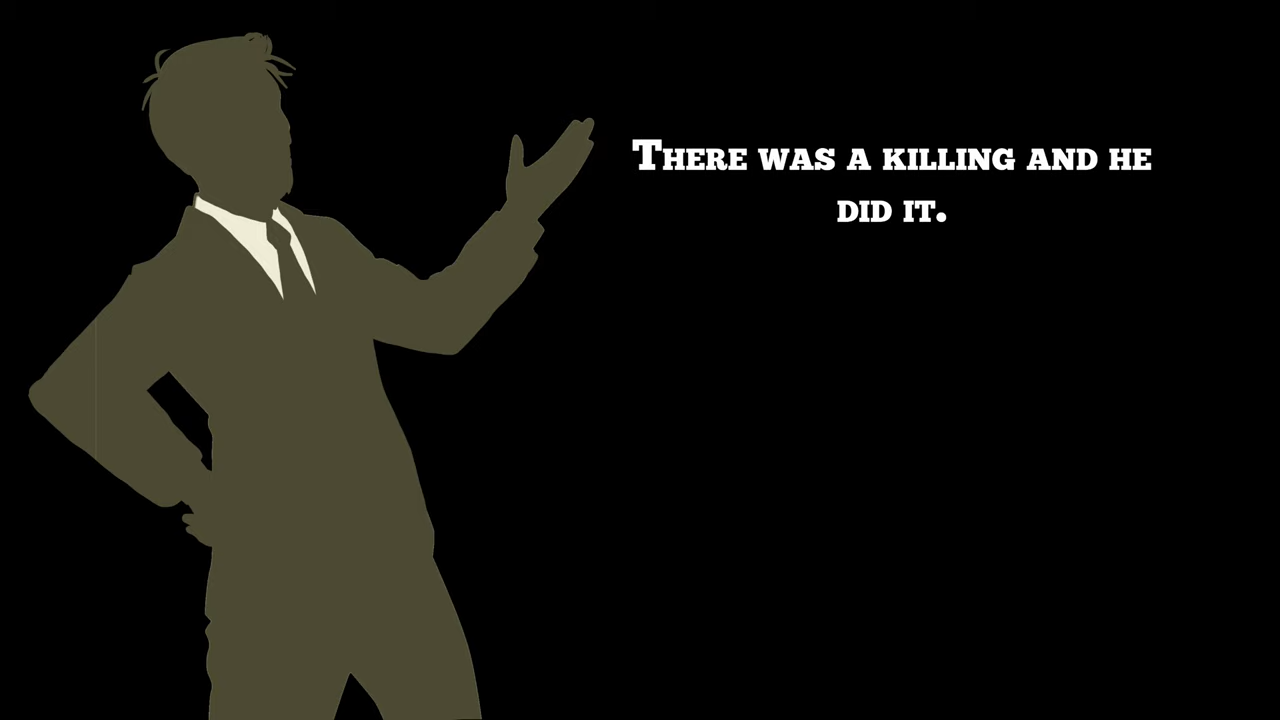 There was a killing and he
did it.